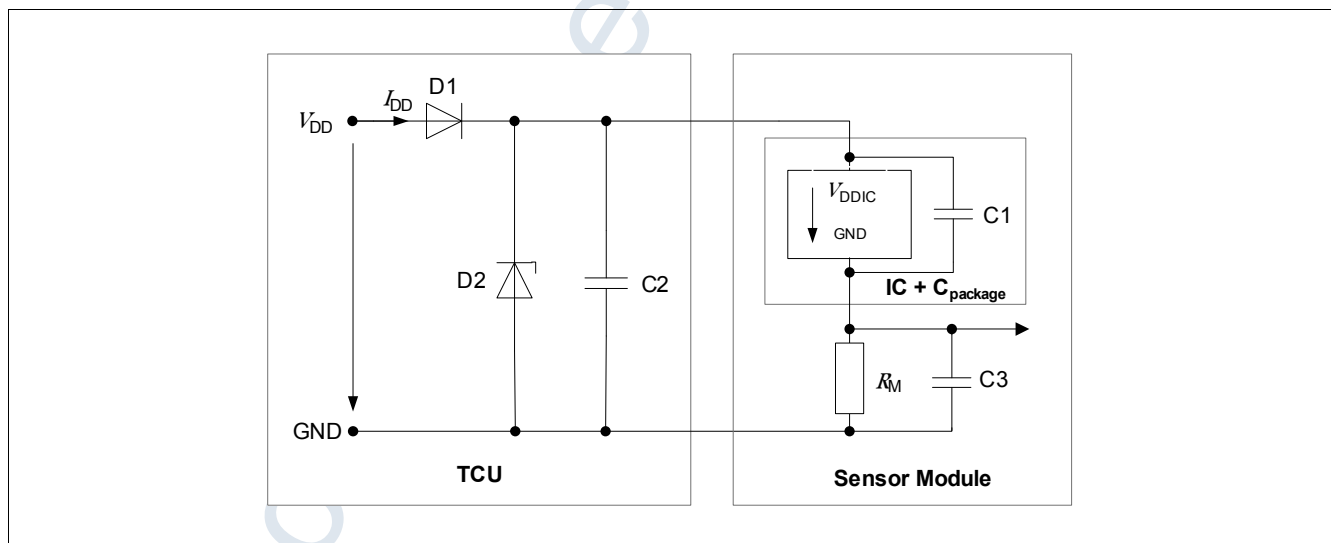 D1
I_DD
V_DD
V_DDIC
GND
C1
D2
C2
IC + C_package
R_M
C3
GND
TCU
Sensor Module